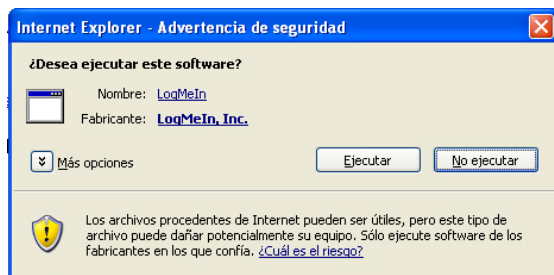 Internet Explorer - Advertencia de seguridad
¿Desea ejecutar este software?
Nombre: LogMeIn
Fabricante: LogMeIn, Inc.
Más opciones
Ejecutar
No ejecutar
Los archivos procedentes de Internet pueden ser útiles, pero este tipo de
archivo puede dañar potencialmente su equipo. Sólo ejecute software de los
fabricantes en los que confía. ¿Cuál es el riesgo?